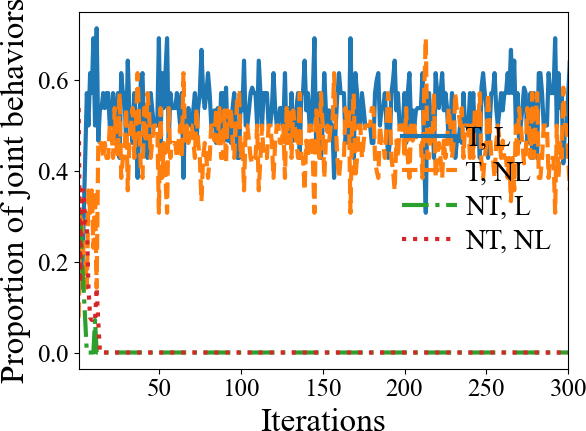 Proportion of joint behaviors
0.6
0.4
0.2
0.0
T, L
T, NL
NT, L
NT, NL
50
100
150
200
250
300
Iterations